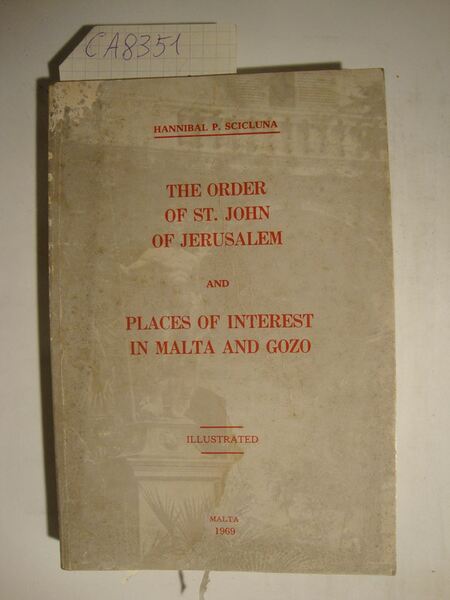 CA8351
HANNIBAL P. SCICLUNA
THE ORDER
OF ST. JOHN
OF JERUSALEM
AND
PLACES OF INTEREST
IN MALTA AND GOZO
ILLUSTRATED
MALTA
1969